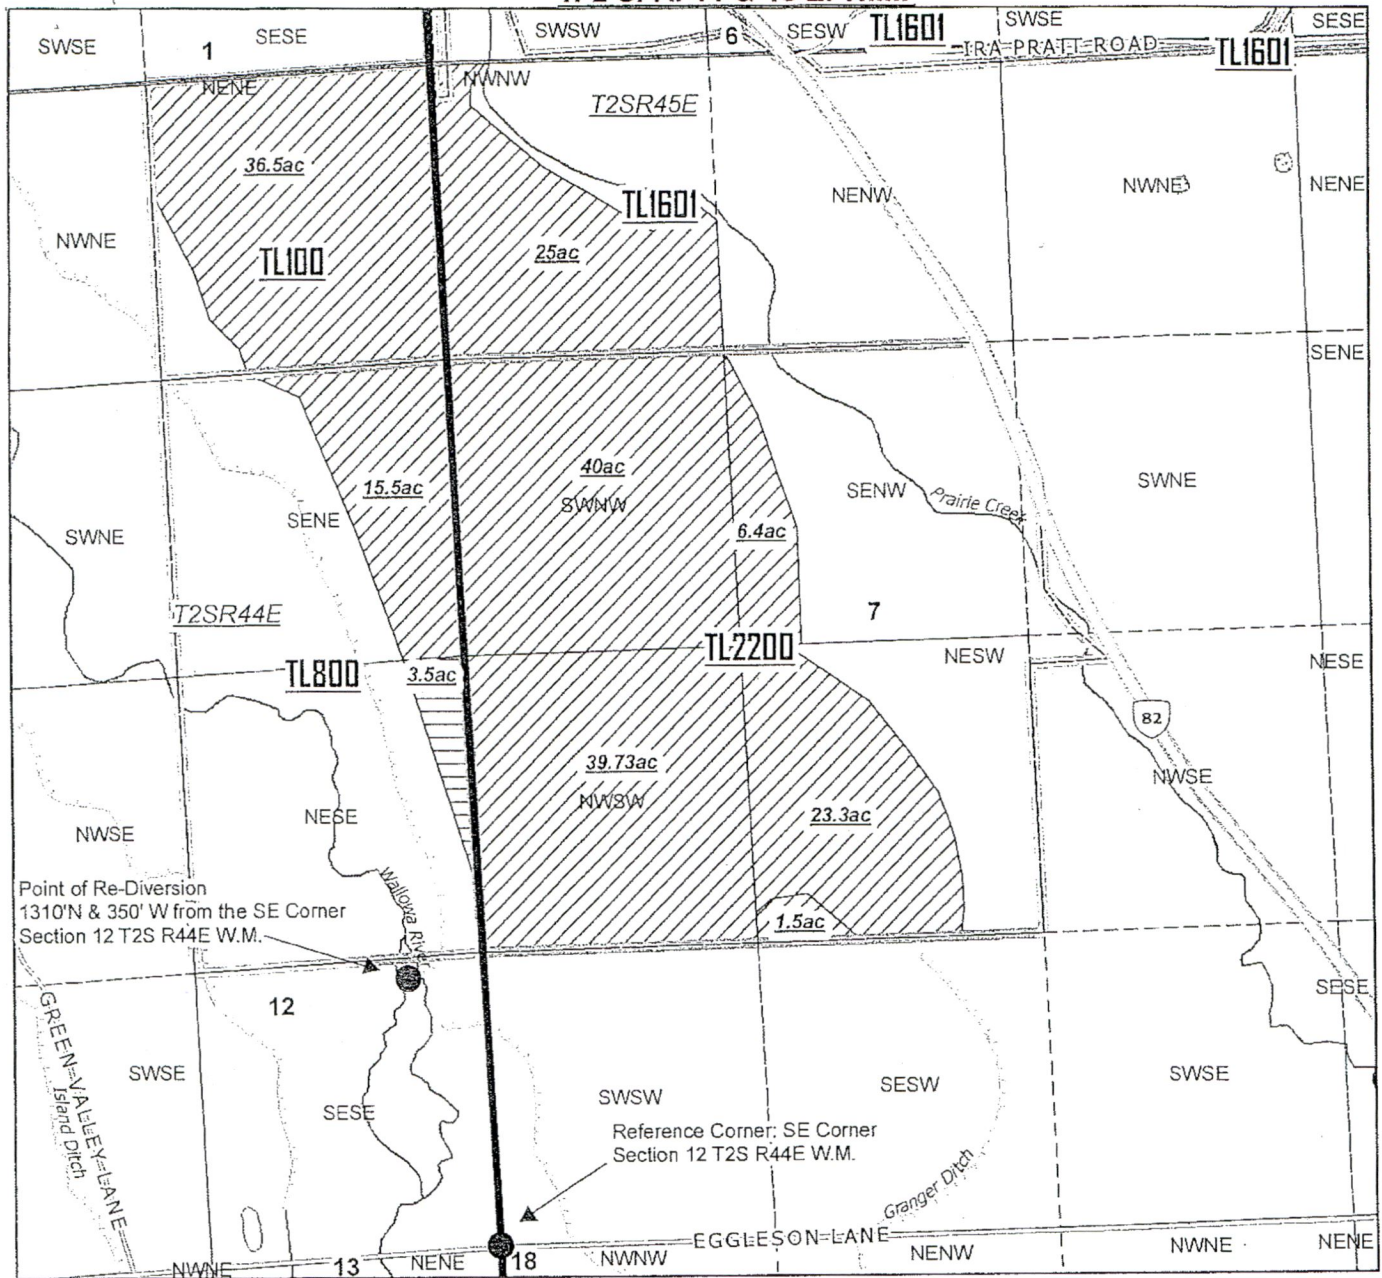 SWSE
1
SESE
SWSW
6
SESW
TL1601
SWSE
SESE
IRA PRATT ROAD
TL1601
NENE
NWNW
T2SR45E
36.5ac
NENW
NWNE
NENE
TL1601
NWNE
TL100
25ac
SENE
15.5ac
40ac
SWNW
SENW
Prairie Creek
SWNE
SWNE
SENE
6.4ac
T2SR44E
7
TL800
3.5ac
TL2200
NESW
NESE
82
39.73ac
NWSW
NWSE
NWSE
NESE
23.3ac
Point of Re-Diversion
1310'N & 350' W from the SE Corner
Section 12 T2S R44E W.M.
Wallowa River
1.5ac
12
SESE
GREEN VALLEY LANE
Island Ditch
SWSE
SESE
SWSW
SESW
SWSE
Reference Corner: SE Corner
Section 12 T2S R44E W.M.
Granger Ditch
EGGLESON LANE
NWNE
13
NENE
18
NWNW
NENW
NWNE
NENE